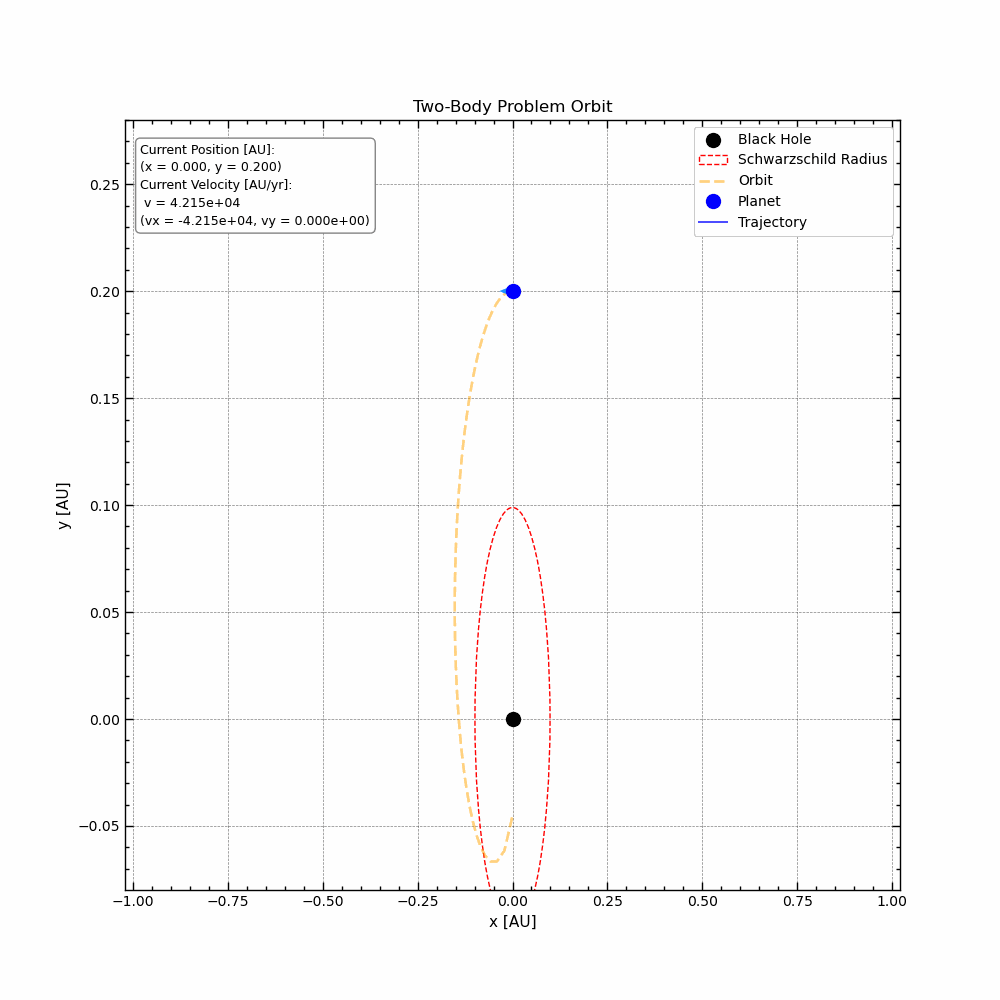 Two-Body Problem Orbit
Current Position [AU]:
(x = 0.000, y = 0.200)
Current Velocity [AU/yr]:
v = 4.215e+04
(vx = -4.215e+04, vy = 0.000e+00)
Black Hole
Schwarzschild Radius
Orbit
Planet
Trajectory
0.25
0.20
0.15
0.10
0.05
0.00
−0.05
y [AU]
−1.00 −0.75 −0.50 −0.25 0.00 0.25 0.50 0.75 1.00
x [AU]